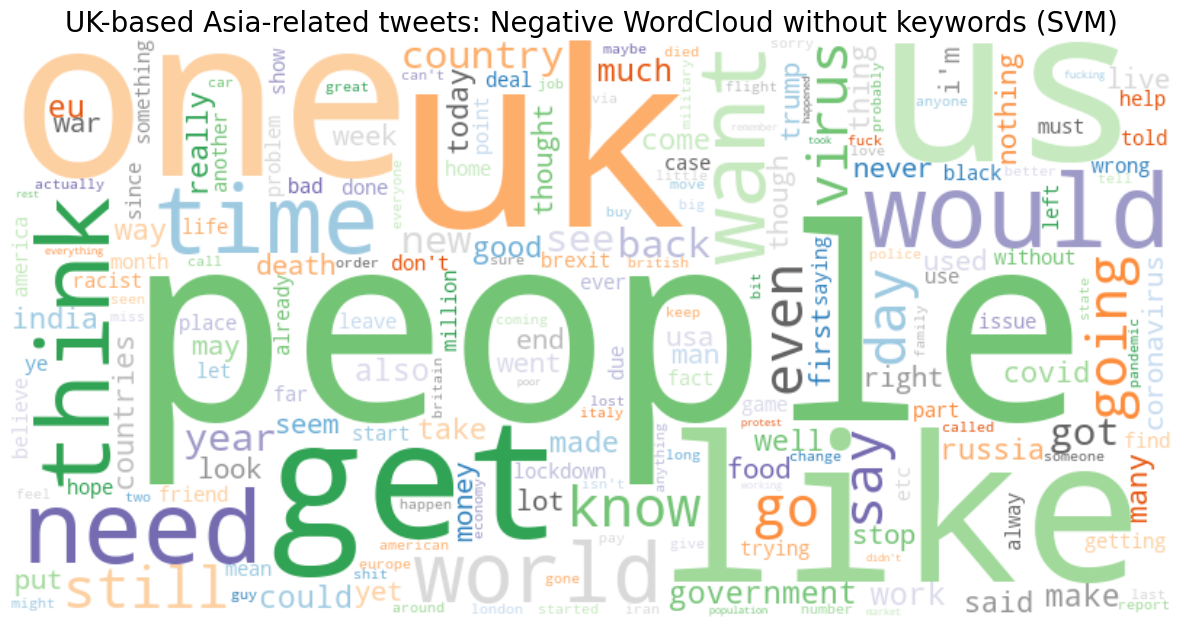 UK-based Asia-related tweets: Negative WordCloud without keywords (SVM)
one
uk
us
people
like
get
would
time
think
need
world
want
virus
country
much
eu
war
something
really
another
car
show
great
can't
today
deal
point
maybe
job
via
died
military
flight
trump
sorry
happened
thing
probably
i'm
anyone
fucking
nothing
live
help
told
must
wrong
since
problem
week
home
thought
come
case
little
move
big
remember
though
took
fuck
love
never
black
better
tell
left
rest
actually
bad
done
everyone
buy
america
everything
way
life
call
death
order
don't
new
good
sure
see
brexit
back
british
month
racist
seen
miss
already
india
place
may
let
leave
million
ever
coming
end
went
poor
keep
usa
man
fact
bit
even
first
saying
day
police
used
use
family
without
issue
state
going
pandemic
coronavirus
ye
believe
countries
far
also
britain
due
lost
italy
game
right
covid
year
seem
start
take
made
protest
well
part
called
russia
got
someone
find
look
hope
two
friend
feel
happen
money
economy
lockdown
isn't
lot
know
anything
long
food
change
working
go
say
etc
many
alway
getting
stop
trying
pay
give
didn't
american
europe
shit
gone
put
still
mean
guy
could
yet
might
around
london
started
iran
government
population
number
market
work
said
make
last
report